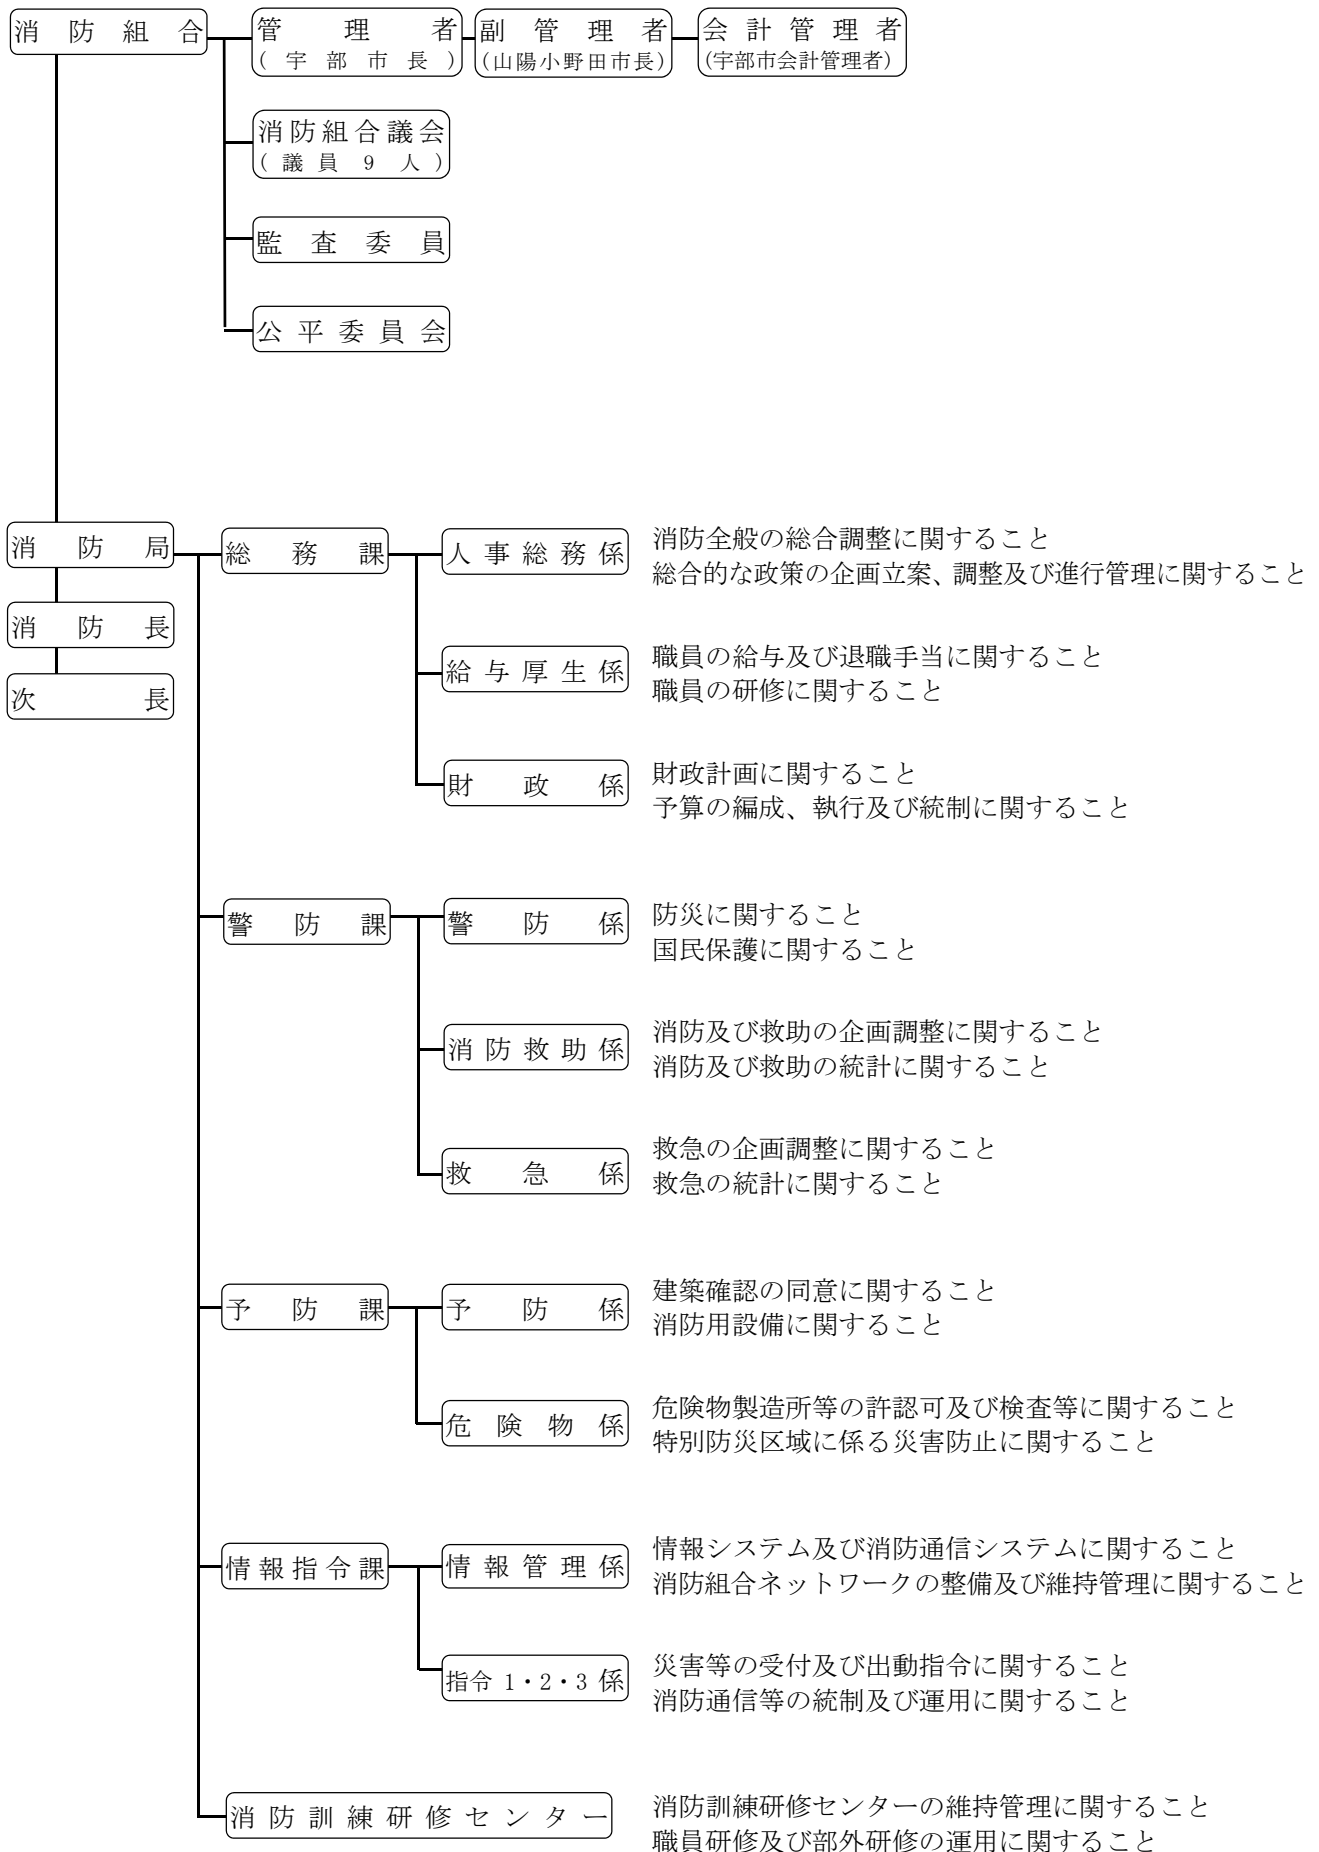 消防組合
管理者
(宇部市長)
副管理者
(山陽小野田市長)
会計管理者
(宇部市会計管理者)
消防組合議会
(議員9人)
監査委員
公平委員会
消防局
消防長
次長
総務課
人事総務係
消防全般の総合調整に関すること
総合的な政策の企画立案、調整及び進行管理に関すること
給与厚生係
職員の給与及び退職手当に関すること
職員の研修に関すること
財政係
財政計画に関すること
予算の編成、執行及び統制に関すること
警防課
警防係
防災に関すること
国民保護に関すること
消防救助係
消防及び救助の企画調整に関すること
消防及び救助の統計に関すること
救急係
救急の企画調整に関すること
救急の統計に関すること
予防課
予防係
建築確認の同意に関すること
消防用設備に関すること
危険物係
危険物製造所等の許認可及び検査等に関すること
特別防災区域に係る災害防止に関すること
情報指令課
情報管理係
情報システム及び消防通信システムに関すること
消防組合ネットワークの整備及び維持管理に関すること
指令1・2・3係
災害等の受付及び出動指令に関すること
消防通信等の統制及び運用に関すること
消防訓練研修センター
消防訓練研修センターの維持管理に関すること
職員研修及び部外研修の運用に関すること